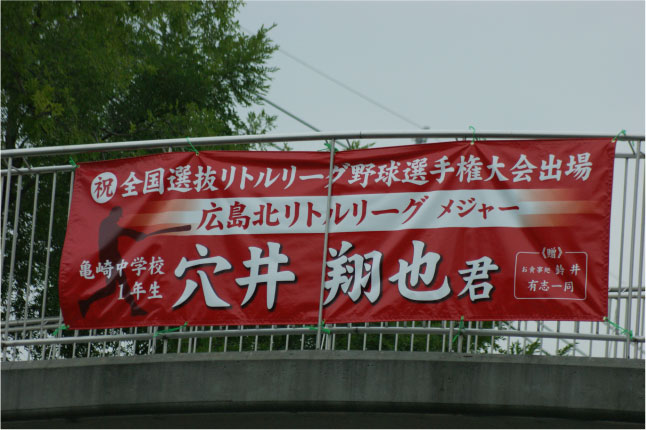 祝 全国選抜リトルリーグ野球選手権大会出場
広島北リトルリーグ メジャー
亀崎中学校
1年生
穴井 翔也君
《贈》
お食事処 鈴井
有志一同